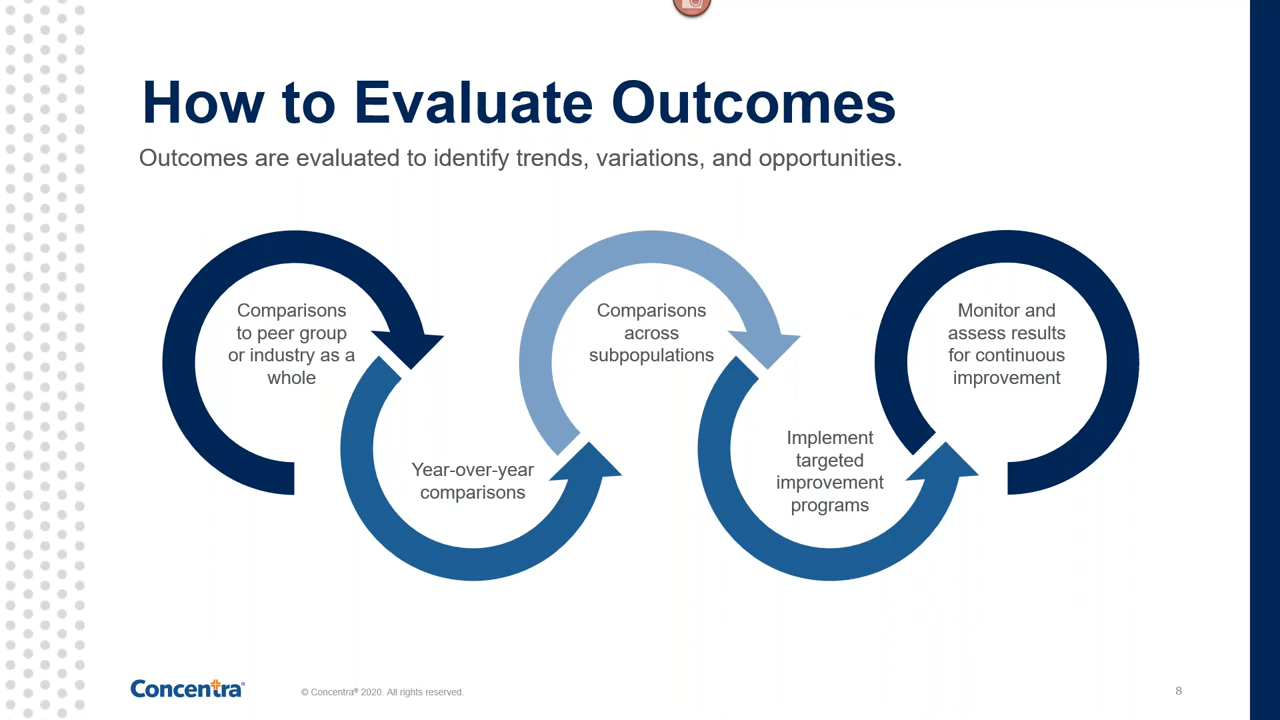 How to Evaluate Outcomes
Outcomes are evaluated to identify trends, variations, and opportunities.
Comparisons
to peer group
or industry as a
whole
Year-over-year
comparisons
Comparisons
across
subpopulations
Implement
targeted
improvement
programs
Monitor and
assess results
for continuous
improvement
Concentra®
© Concentra® 2020. All rights reserved.
8